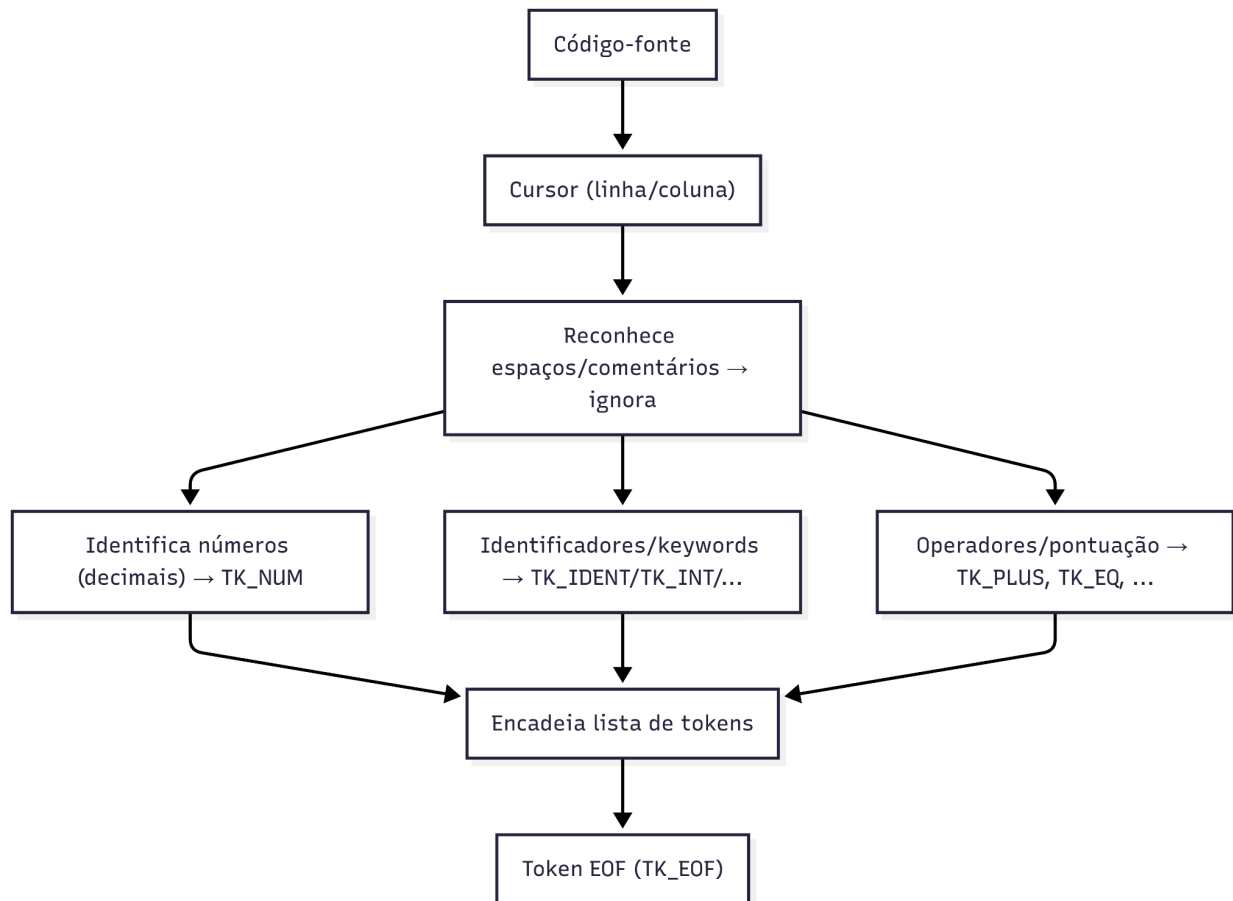 Código-fonte
Cursor (linha/coluna)
Reconhece
espaços/comentários →
ignora
Identifica números
(decimais) → TK_NUM
Identificadores/keywords
→ TK_IDENT/TK_INT/...
Operadores/pontuação →
TK_PLUS, TK_EQ, ...
Encadeia lista de tokens
Token EOF (TK_EOF)